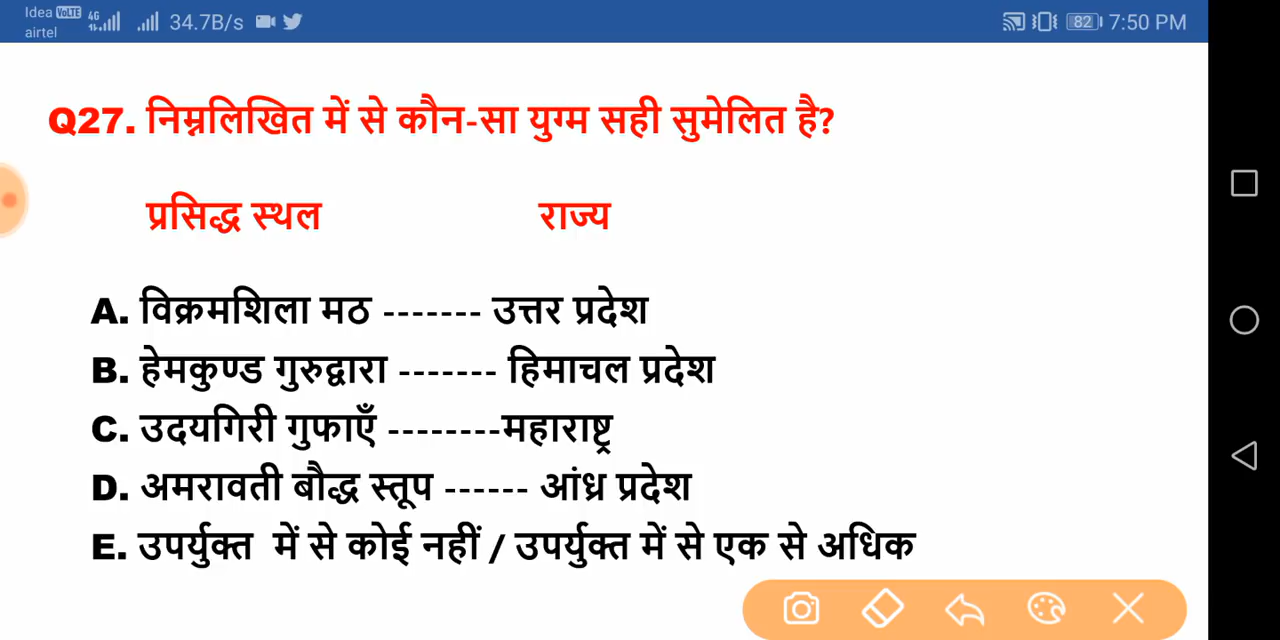 Idea VoLTE 4G 34.7B/s 82 7:50 PM
airtel
Q27. निम्नलिखित में से कौन-सा युग्म सही सुमेलित है?
प्रसिद्ध स्थल राज्य
A. विक्रमशिला मठ ------- उत्तर प्रदेश
B. हेमकुण्ड गुरुद्वारा ------- हिमाचल प्रदेश
C. उदयगिरी गुफाएँ --------महाराष्ट्र
D. अमरावती बौद्ध स्तूप ------ आंध्र प्रदेश
E. उपर्युक्त में से कोई नहीं / उपर्युक्त में से एक से अधिक